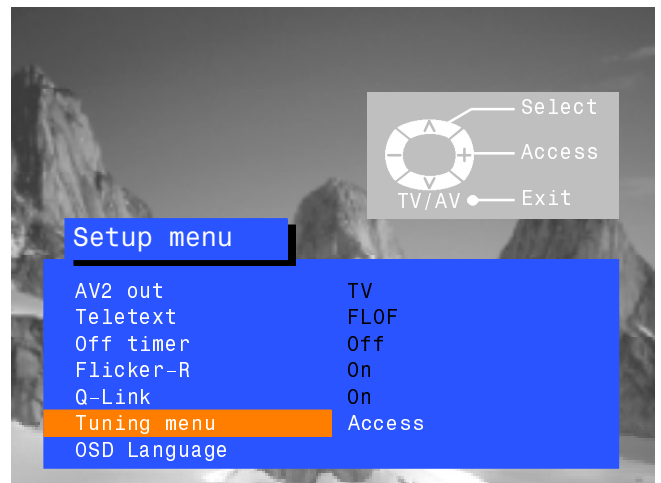 Select
Access
TV/AV Exit
Setup menu
AV2 out TV
Teletext FLOF
Off timer Off
Flicker-R On
Q-Link On
Tuning menu Access
OSD Language